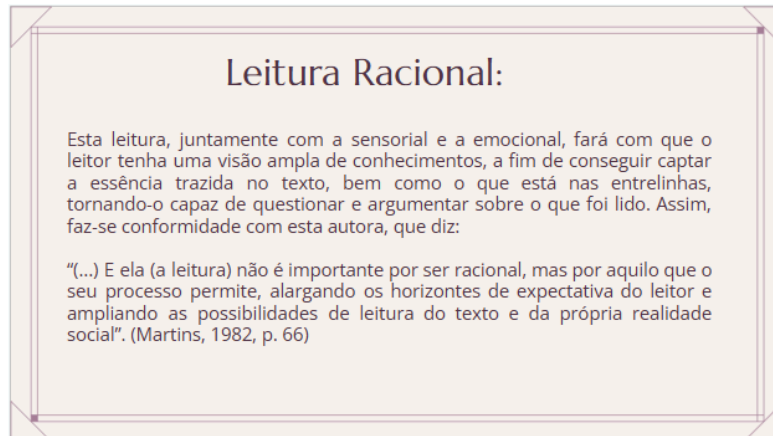 Leitura Racional:
Esta leitura, juntamente com a sensorial e a emocional, fará com que o
leitor tenha uma visão ampla de conhecimentos, a fim de conseguir captar
a essência trazida no texto, bem como o que está nas entrelinhas,
tornando-o capaz de questionar e argumentar sobre o que foi lido. Assim,
faz-se conformidade com esta autora, que diz:
“(...) E ela (a leitura) não é importante por ser racional, mas por aquilo que o
seu processo permite, alargando os horizontes de expectativa do leitor e
ampliando as possibilidades de leitura do texto e da própria realidade
social”. (Martins, 1982, p. 66)